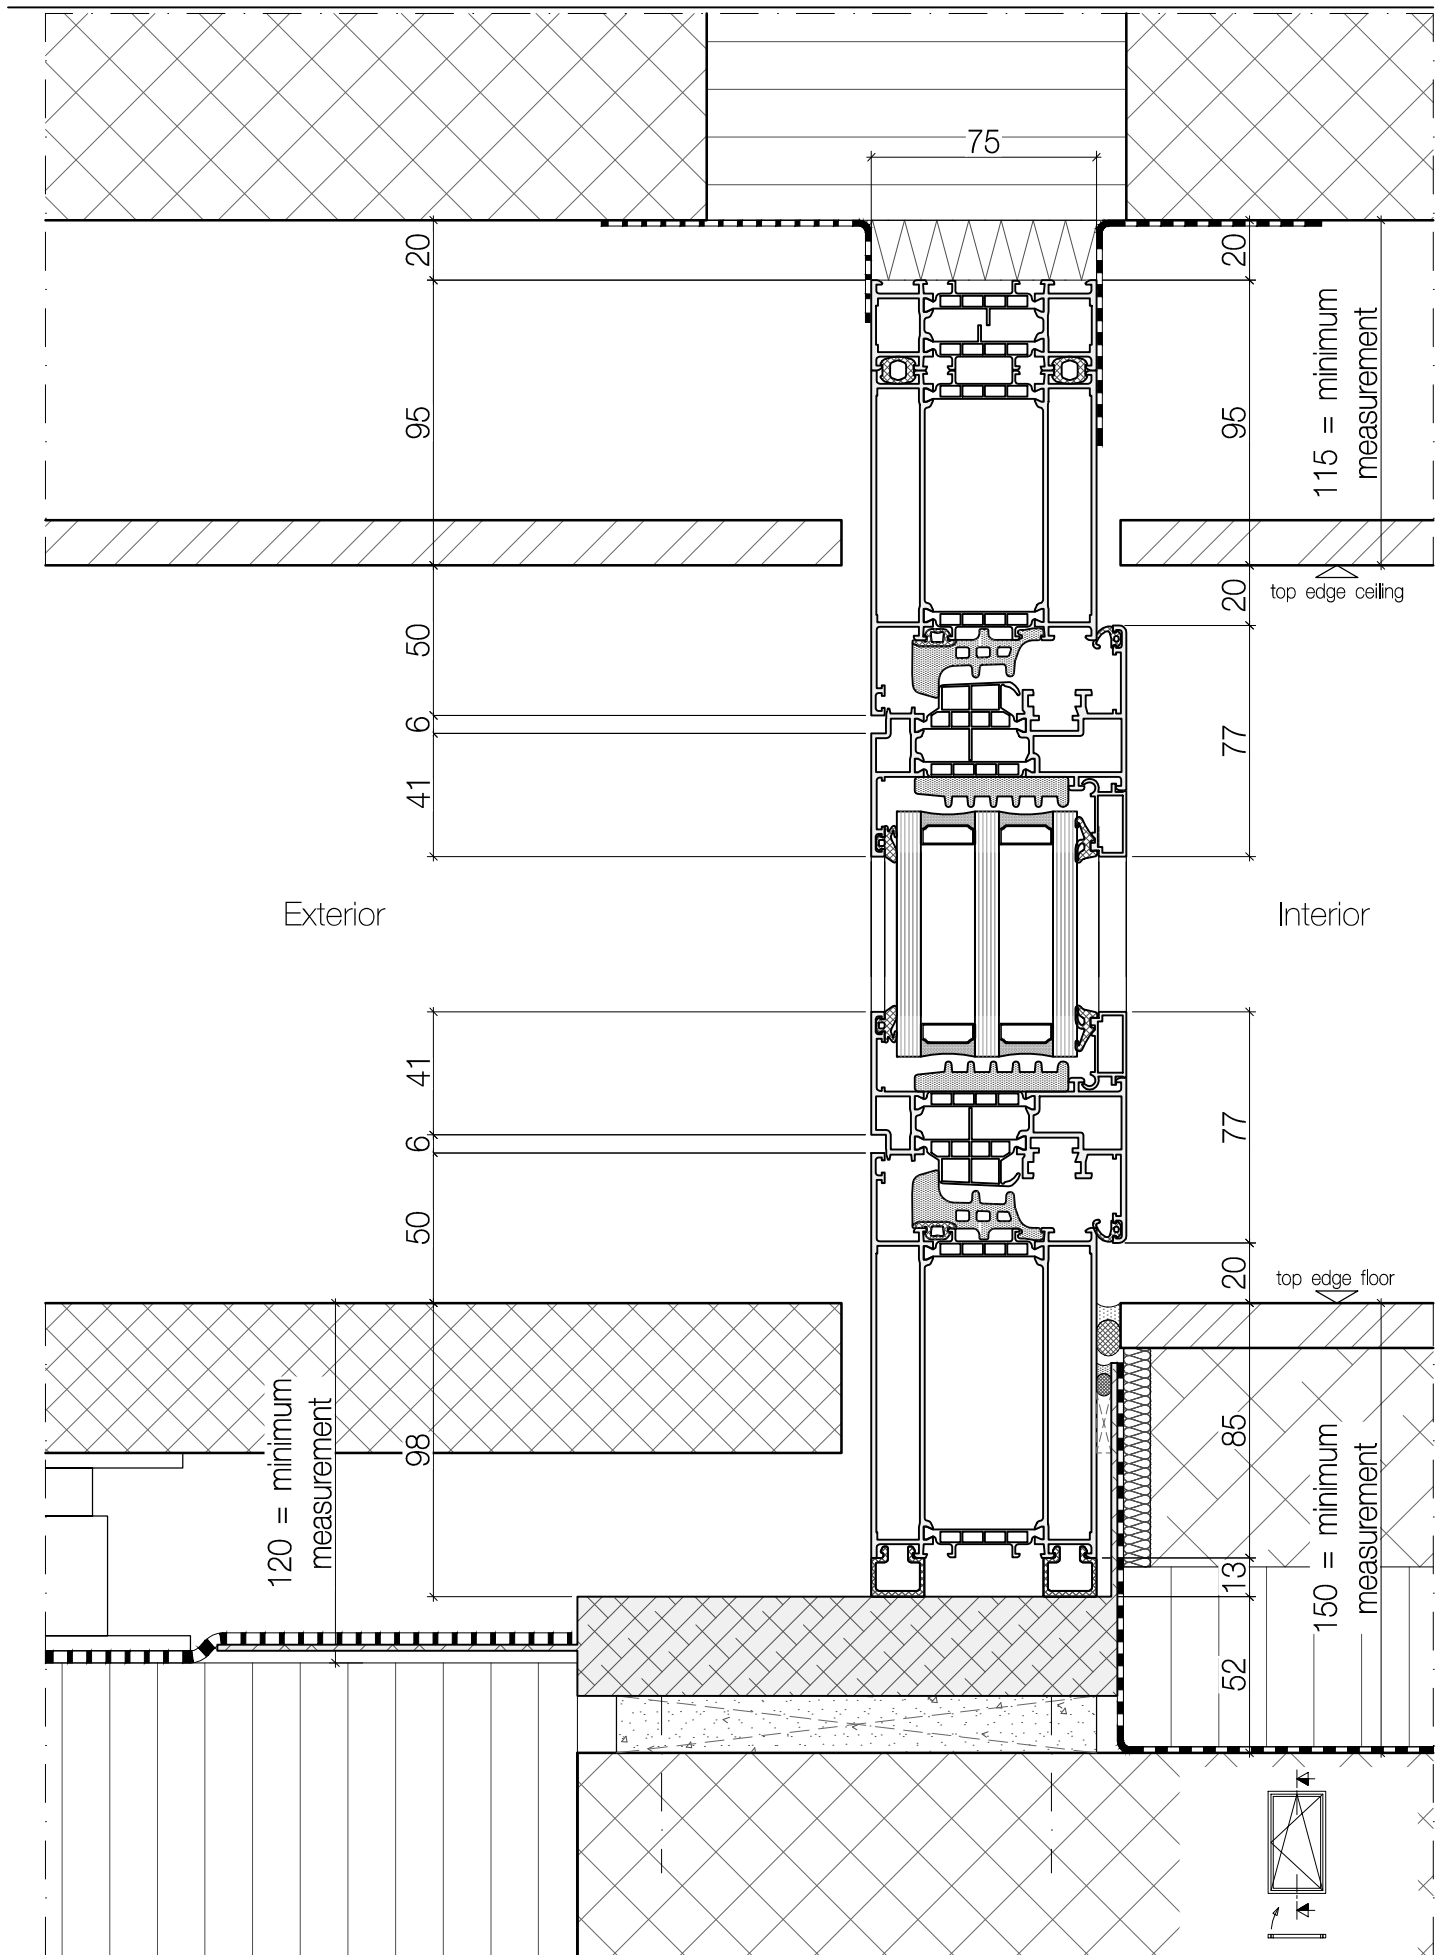 75
20
20
115 = minimum
measurement
95
95
top edge ceiling
20
50
6
77
41
Exterior
Interior
41
77
6
50
20
top edge floor
120 = minimum
measurement
98
85
150 = minimum
measurement
13
52